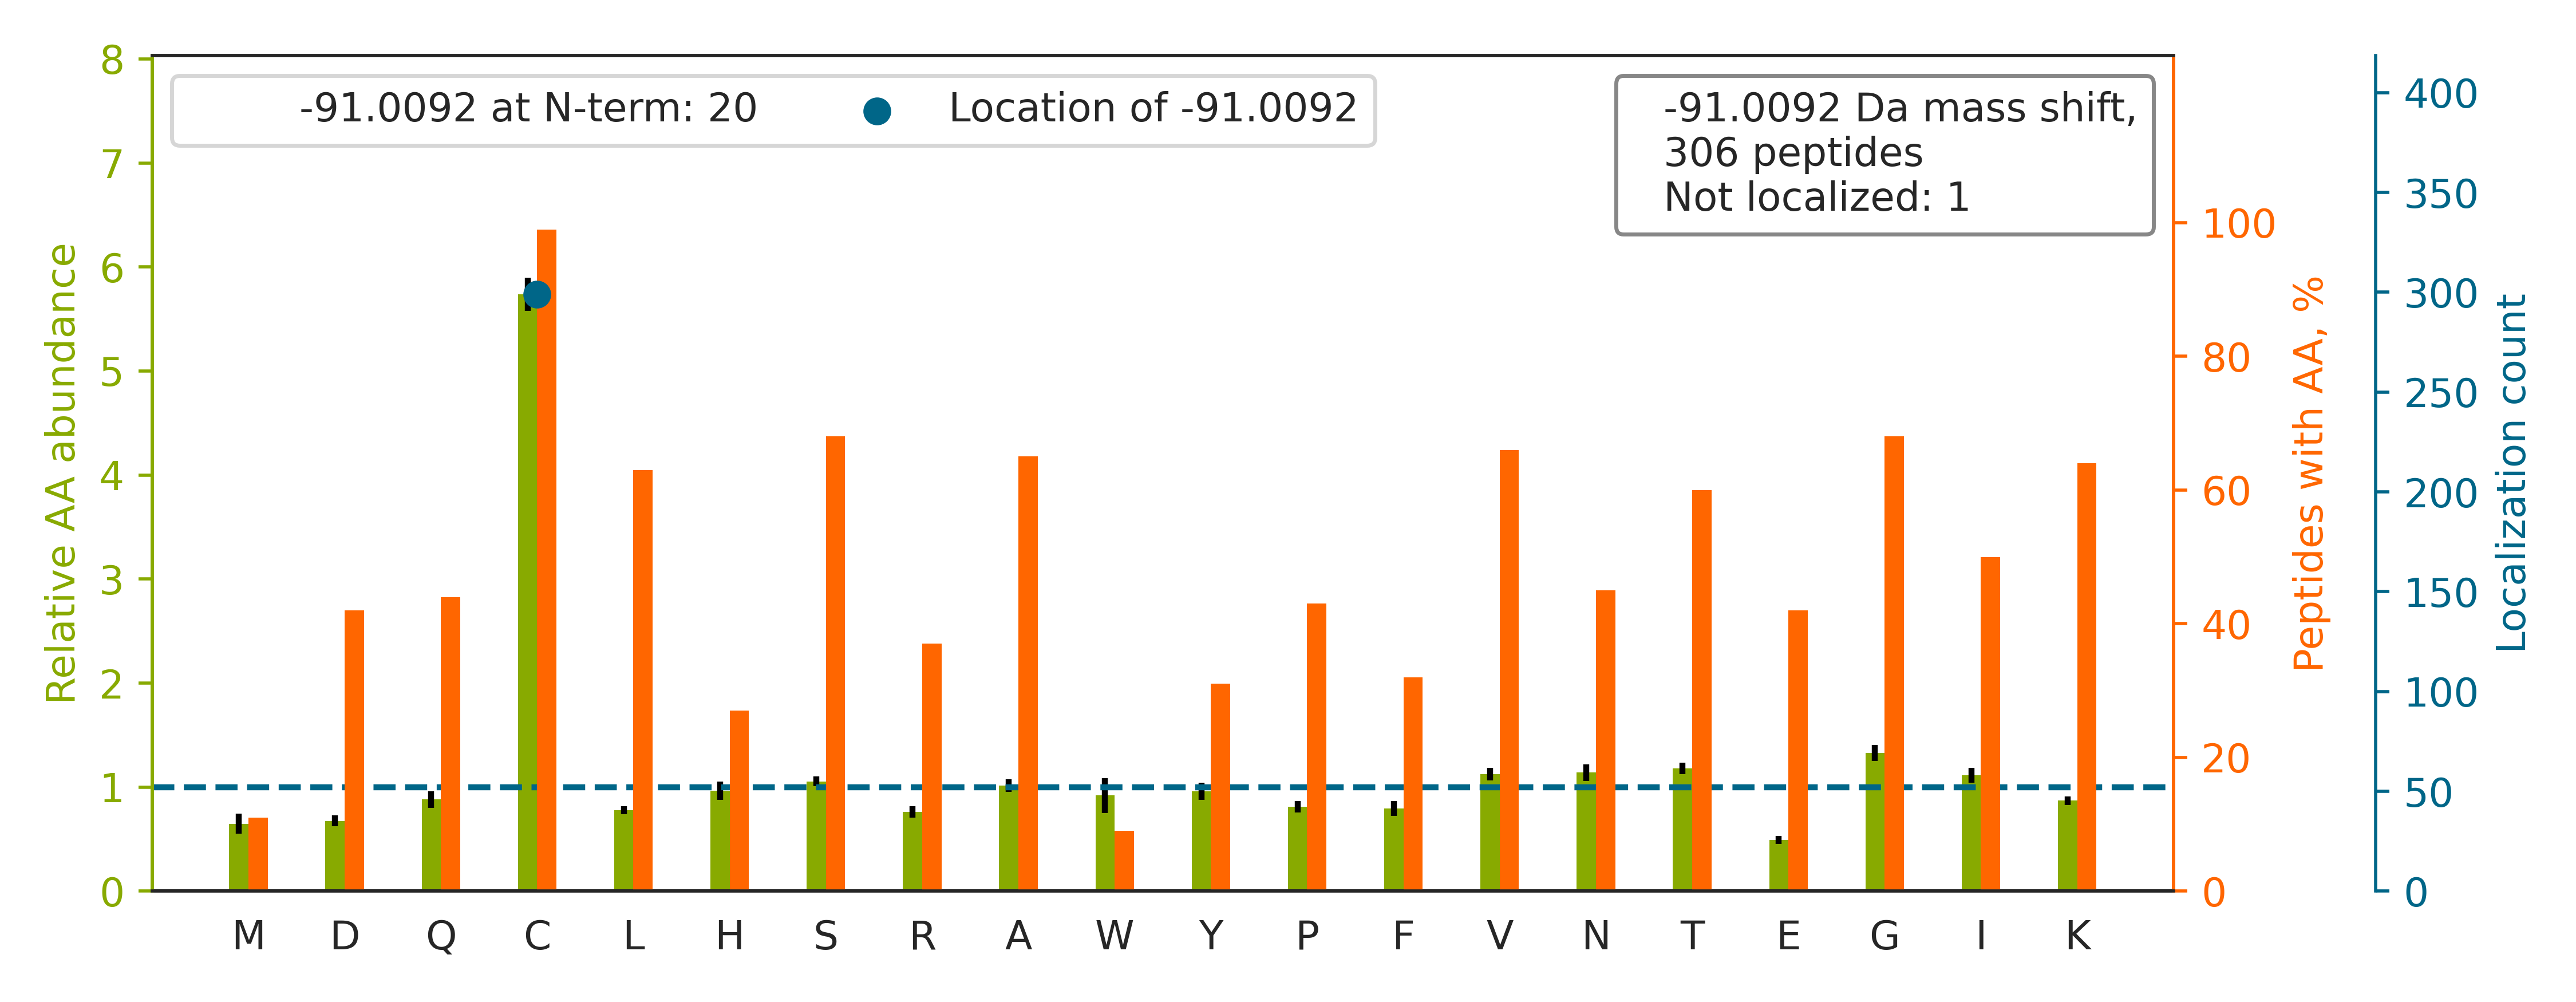 -91.0092 at N-term: 20
Location of -91.0092
-91.0092 Da mass shift,
306 peptides
Not localized: 1
Relative AA abundance
8
7
6
5
4
3
2
1
0
M D Q C L H S R A W Y P F V N T E G I K
100
80
60
40
20
0
Peptides with AA, %
400
350
300
250
200
150
100
50
0
Localization count